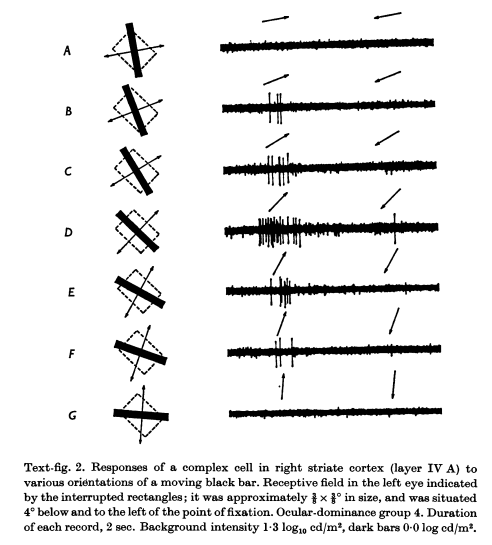 A
B
C
D
E
F
G
Text-fig. 2. Responses of a complex cell in right striate cortex (layer IV A) to
various orientations of a moving black bar. Receptive field in the left eye indicated
by the interrupted rectangles; it was approximately ⅜ × ⅜° in size, and was situated
4° below and to the left of the point of fixation. Ocular-dominance group 4. Duration
of each record, 2 sec. Background intensity 1·3 log₁₀ cd/m², dark bars 0·0 log cd/m².